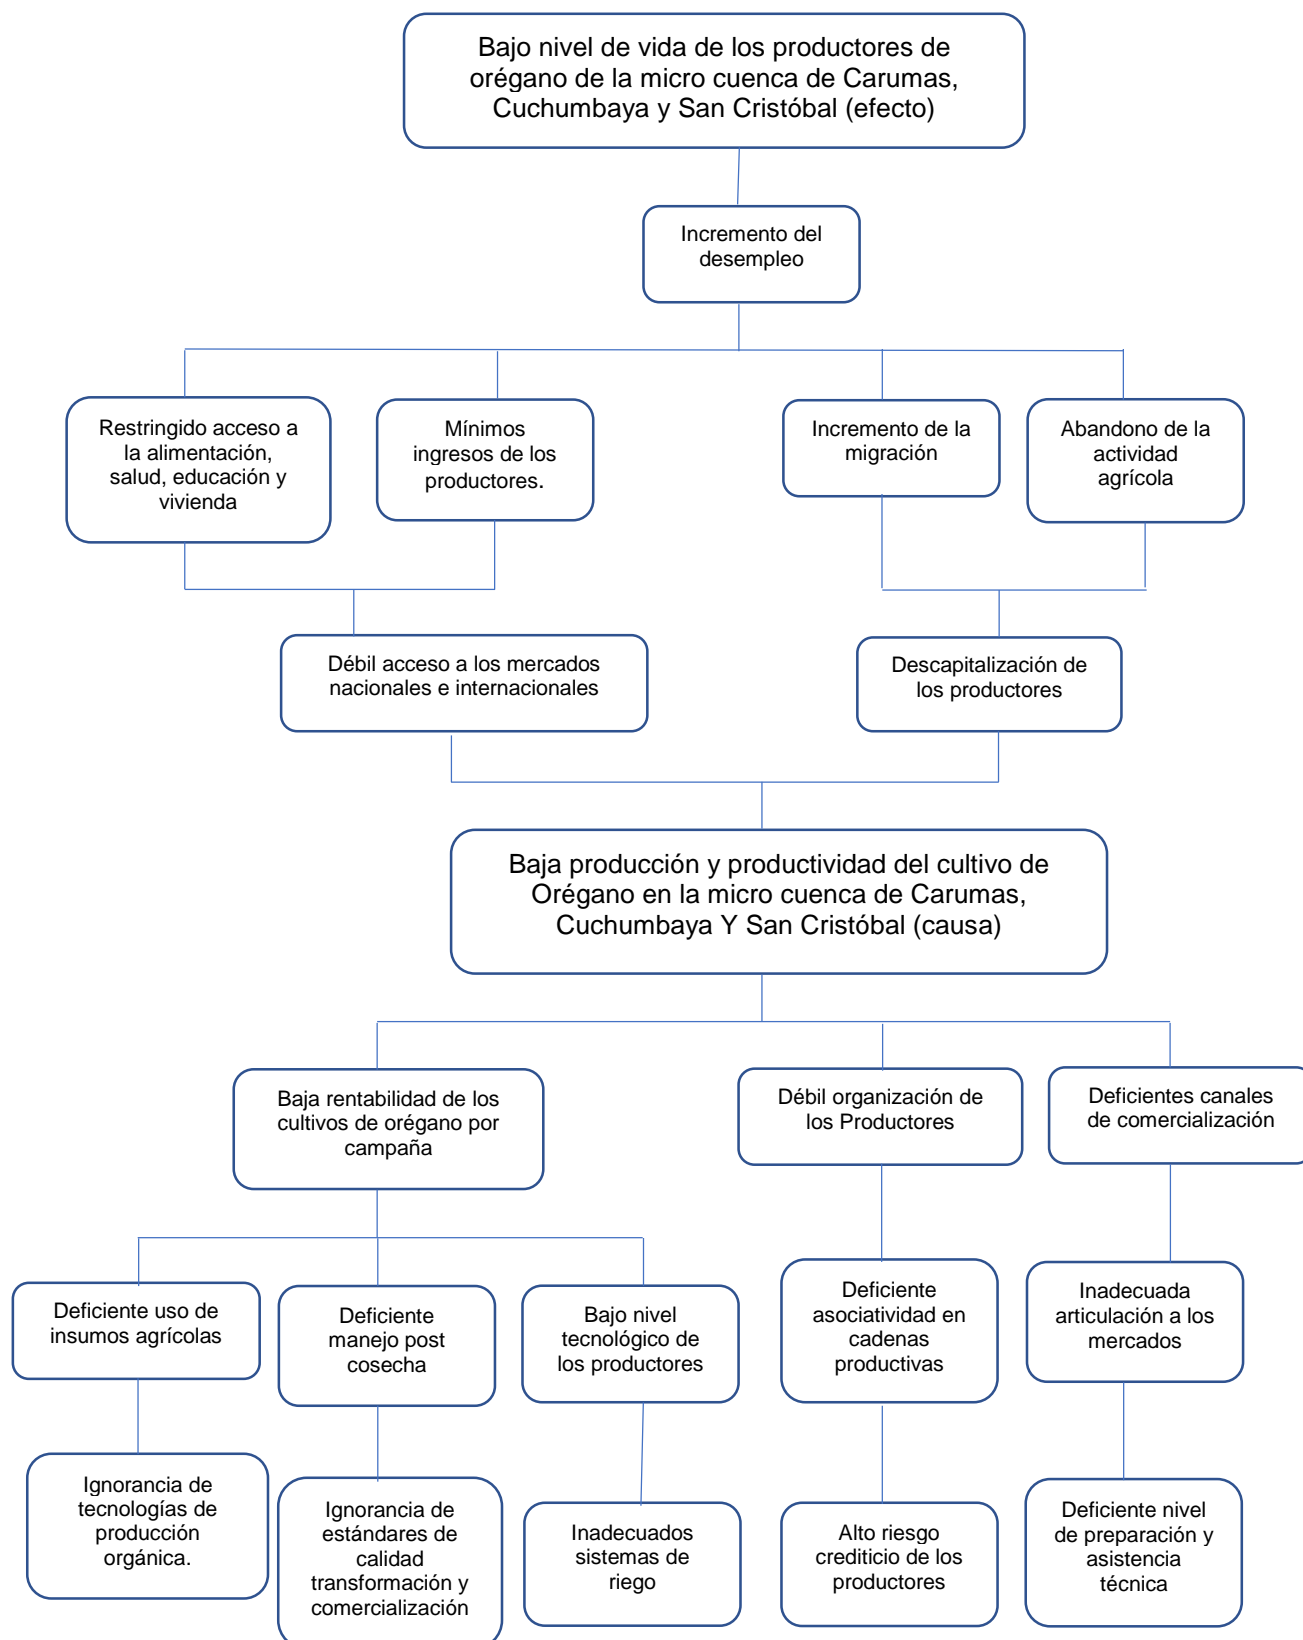 Bajo nivel de vida de los productores de
orégano de la micro cuenca de Carumas,
Cuchumbaya y San Cristóbal (efecto)
Incremento del
desempleo
Restringido acceso a
la alimentación,
salud, educación y
vivienda
Mínimos
ingresos de los
productores.
Incremento de la
migración
Abandono de la
actividad
agrícola
Débil acceso a los mercados
nacionales e internacionales
Descapitalización de
los productores
Baja producción y productividad del cultivo de
Orégano en la micro cuenca de Carumas,
Cuchumbaya Y San Cristóbal (causa)
Baja rentabilidad de los
cultivos de orégano por
campaña
Débil organización de
los Productores
Deficientes canales
de comercialización
Deficiente uso de
insumos agrícolas
Deficiente
manejo post
cosecha
Bajo nivel
tecnológico de
los productores
Deficiente
asociatividad en
cadenas
productivas
Inadecuada
articulación a los
mercados
Ignorancia de
tecnologías de
producción
orgánica.
Ignorancia de
estándares de
calidad
transformación y
comercialización
Inadecuados
sistemas de
riego
Alto riesgo
crediticio de los
productores
Deficiente nivel
de preparación y
asistencia
técnica